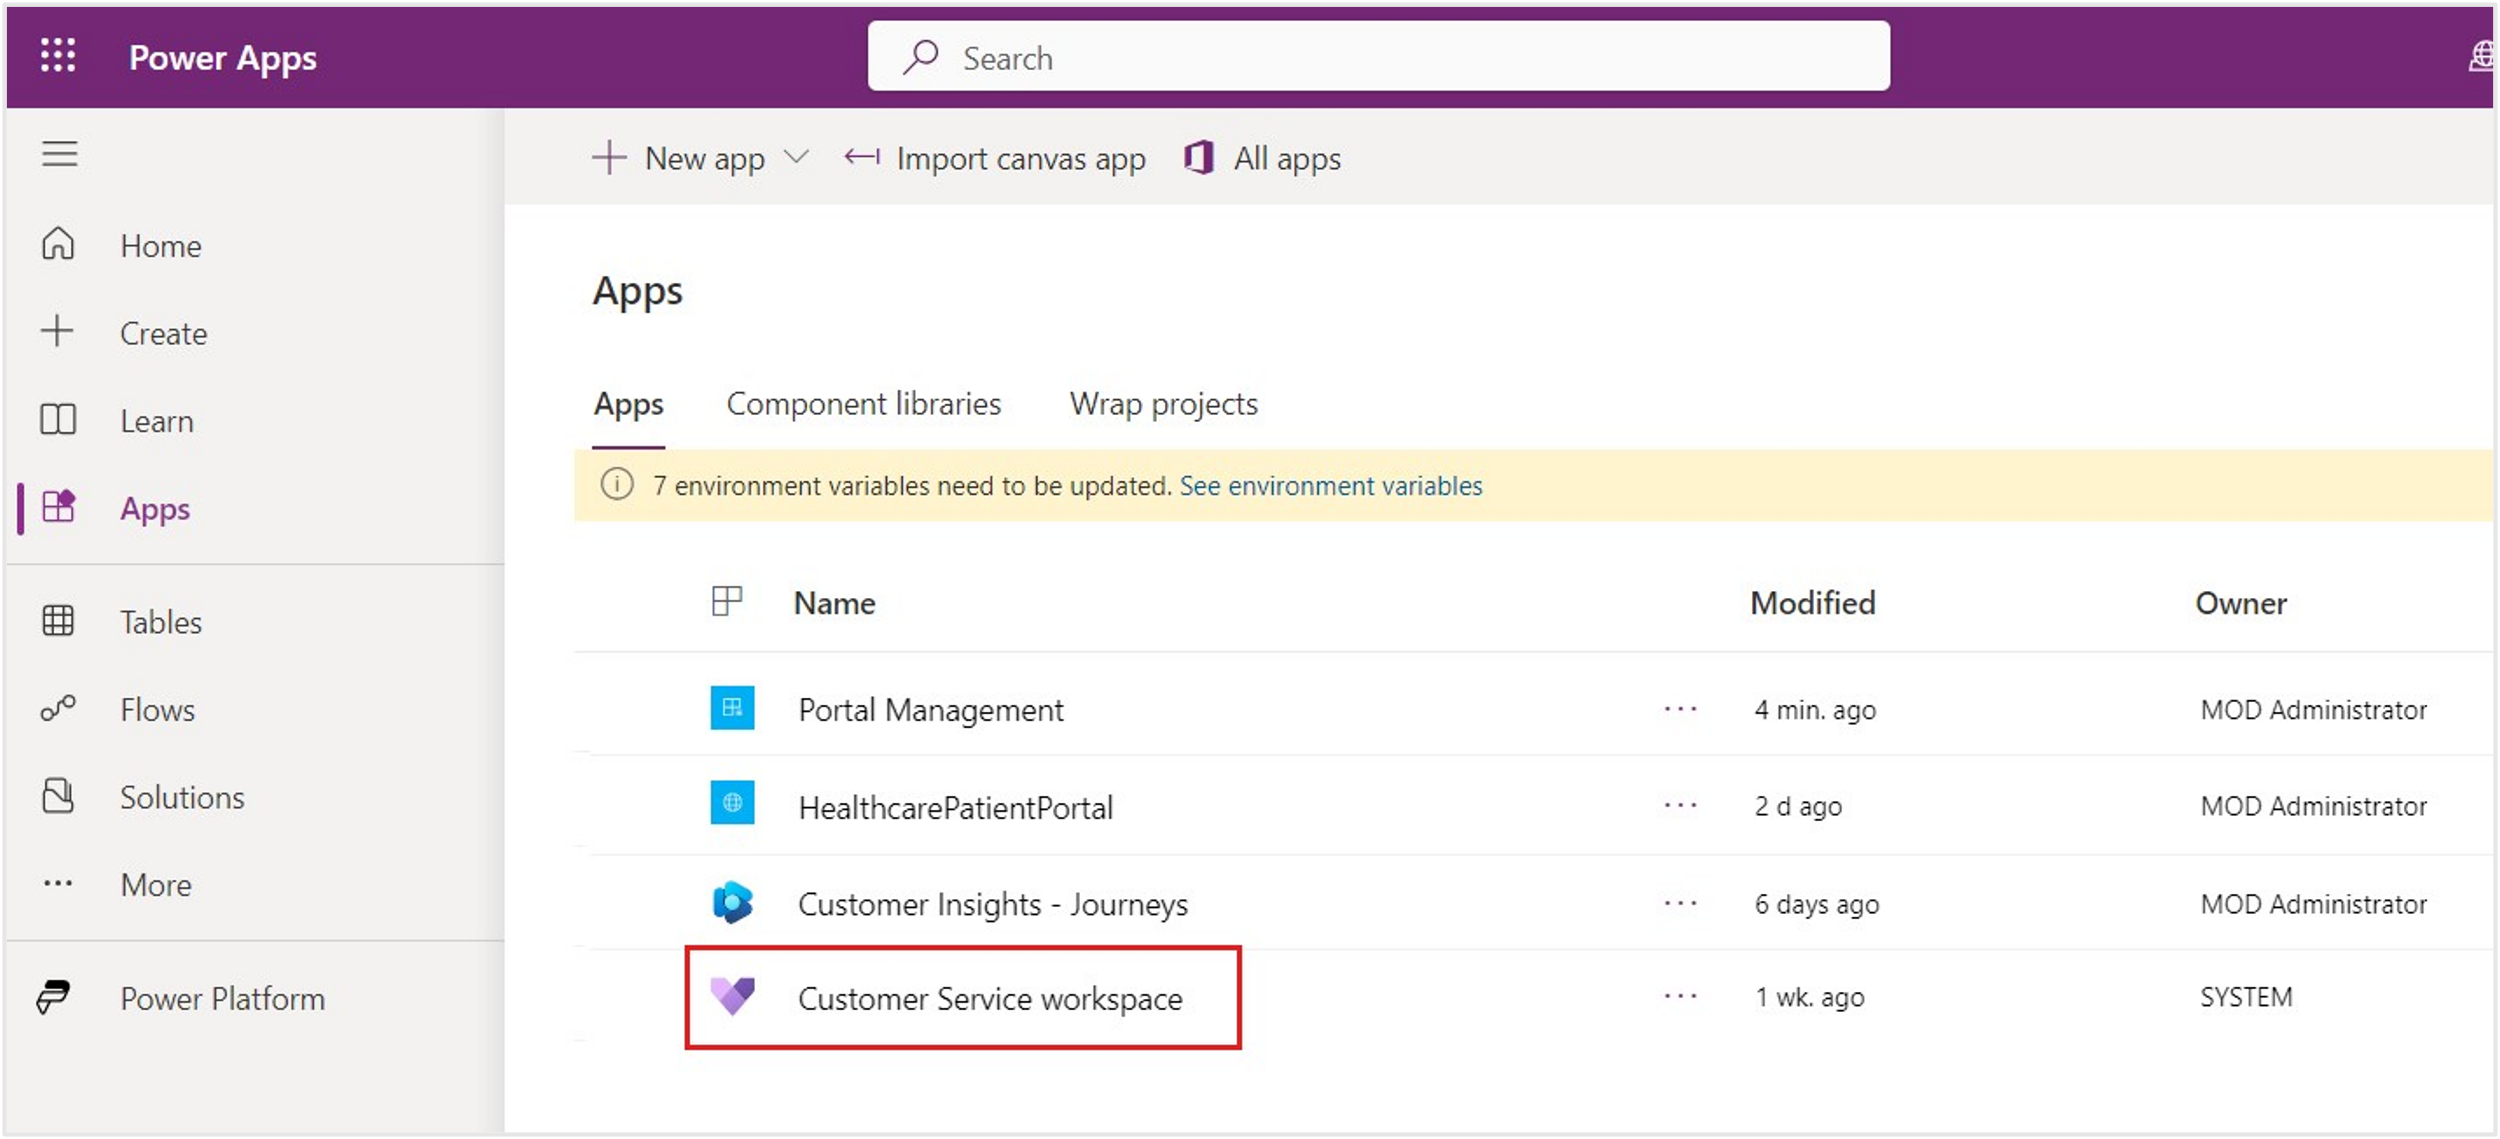 Power Apps
Search
New app
Import canvas app
All apps
Home
Create
Learn
Apps
Tables
Flows
Solutions
More
Power Platform
Apps
Apps Component libraries Wrap projects
7 environment variables need to be updated. See environment variables
Name Modified Owner
Portal Management ... 4 min. ago MOD Administrator
HealthcarePatientPortal ... 2 d ago MOD Administrator
Customer Insights - Journeys ... 6 days ago MOD Administrator
Customer Service workspace ... 1 wk. ago SYSTEM